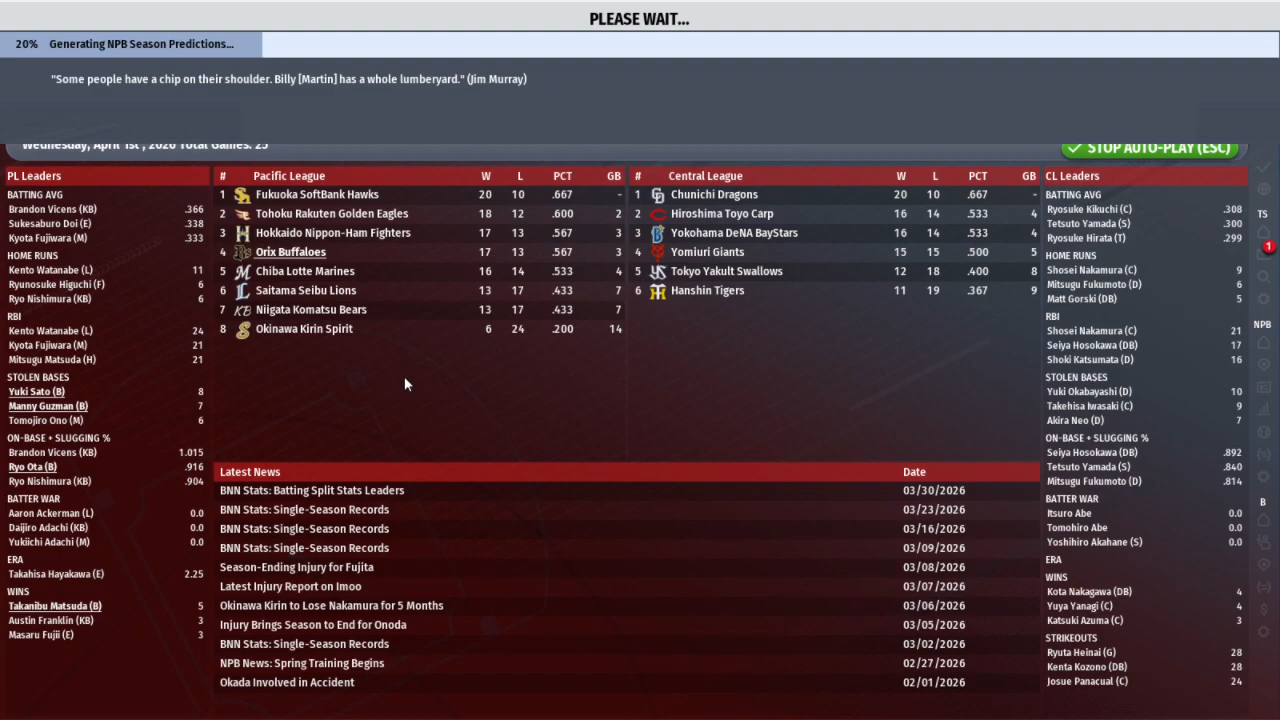 PLEASE WAIT...
20% Generating NPB Season Predictions...
"Some people have a chip on their shoulder. Billy [Martin] has a whole lumberyard." (Jim Murray)
Wednesday, April 1st, 2026 Total Games: 25
STOP AUTO-PLAY (ESC)
PL Leaders
BATTING AVG
Brandon Vicens (KB) .366
Sukesaburo Doi (E) .338
Kyota Fujiwara (M) .333
HOME RUNS
Kento Watanabe (L) 11
Ryunosuke Higuchi (F) 6
Ryo Nishimura (KB) 6
RBI
Kento Watanabe (L) 24
Kyota Fujiwara (M) 21
Mitsugu Matsuda (H) 21
STOLEN BASES
Yuki Sato (B) 8
Manny Guzman (B) 7
Tomojiro Ono (M) 6
ON-BASE + SLUGGING %
Brandon Vicens (KB) 1.015
Ryo Ota (B) .916
Ryo Nishimura (KB) .904
BATTER WAR
Aaron Ackerman (L) 0.0
Daijiro Adachi (KB) 0.0
Yukiichi Adachi (M) 0.0
ERA
Takahisa Hayakawa (E) 2.25
WINS
Takanibu Matsuda (B) 5
Austin Franklin (KB) 3
Masaru Fujii (E) 3
# Pacific League W L PCT GB
1 Fukuoka SoftBank Hawks 20 10 .667 -
2 Tohoku Rakuten Golden Eagles 18 12 .600 2
3 Hokkaido Nippon-Ham Fighters 17 13 .567 3
4 Orix Buffaloes 17 13 .567 3
5 Chiba Lotte Marines 16 14 .533 4
6 Saitama Seibu Lions 13 17 .433 7
7 KB Niigata Komatsu Bears 13 17 .433 7
8 Okinawa Kirin Spirit 6 24 .200 14
# Central League W L PCT GB
1 Chunichi Dragons 20 10 .667 -
2 Hiroshima Toyo Carp 16 14 .533 4
3 Yokohama DeNA BayStars 16 14 .533 4
4 Yomiuri Giants 15 15 .500 5
5 Tokyo Yakult Swallows 12 18 .400 8
6 Hanshin Tigers 11 19 .367 9
Latest News Date
BNN Stats: Batting Split Stats Leaders 03/30/2026
BNN Stats: Single-Season Records 03/23/2026
BNN Stats: Single-Season Records 03/16/2026
BNN Stats: Single-Season Records 03/09/2026
Season-Ending Injury for Fujita 03/08/2026
Latest Injury Report on Imoo 03/07/2026
Okinawa Kirin to Lose Nakamura for 5 Months 03/06/2026
Injury Brings Season to End for Onoda 03/05/2026
BNN Stats: Single-Season Records 03/02/2026
NPB News: Spring Training Begins 02/27/2026
Okada Involved in Accident 02/01/2026
CL Leaders
BATTING AVG
Ryosuke Kikuchi (C) .308
Tetsuto Yamada (S) .300
Ryosuke Hirata (T) .299
HOME RUNS
Shosei Nakamura (C) 9
Mitsugu Fukumoto (D) 6
Matt Gorski (DB) 5
RBI
Shosei Nakamura (C) 21
Seiya Hosokawa (DB) 17
Shoki Katsumata (D) 16
STOLEN BASES
Yuki Okabayashi (D) 10
Takehisa Iwasaki (C) 9
Akira Neo (D) 7
ON-BASE + SLUGGING %
Seiya Hosokawa (DB) .892
Tetsuto Yamada (S) .840
Mitsugu Fukumoto (D) .814
BATTER WAR
Itsuro Abe 0.0
Tomohiro Abe 0.0
Yoshihiro Akahane (S) 0.0
ERA
WINS
Kota Nakagawa (DB) 4
Yuya Yanagi (C) 4
Katsuki Azuma (C) 3
STRIKEOUTS
Ryuta Heinai (G) 28
Kenta Kozono (DB) 28
Josue Panacual (C) 24
TS
1
NPB
B